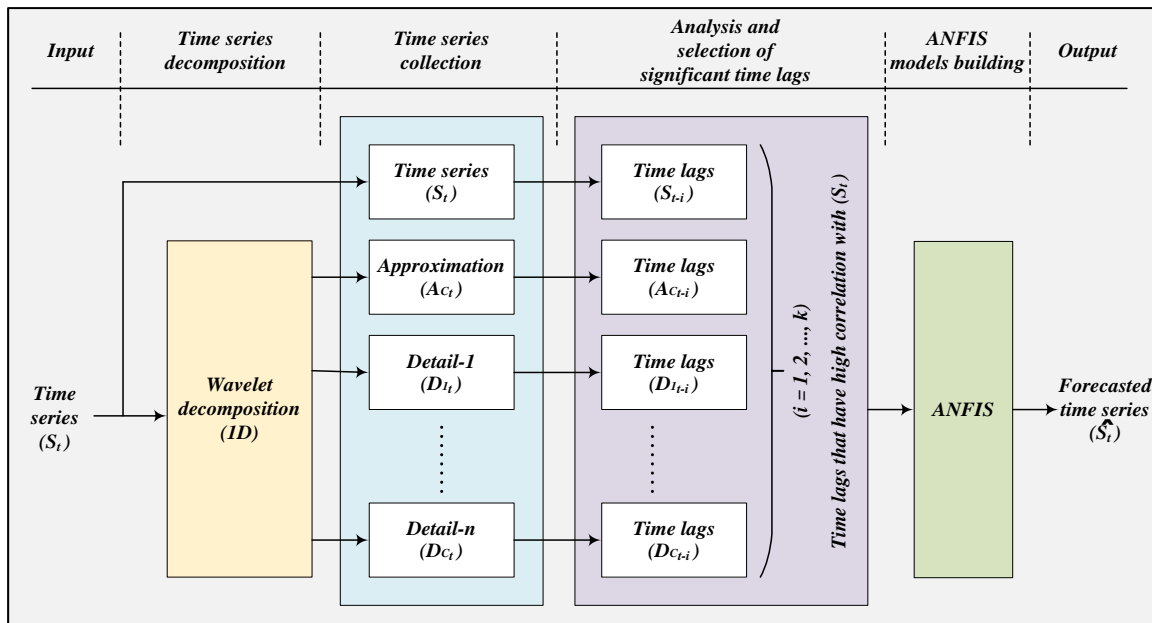 Input
Time series
decomposition
Time series
collection
Analysis and
selection of
significant time lags
ANFIS
models building
Output
Time
series
(St)
Wavelet
decomposition
(1D)
Time series
(St)
Approximation
(ACt)
Detail-1
(D1t)
Detail-n
(DCt)
Time lags
(St-i)
Time lags
(ACt-i)
Time lags
(D1t-i)
Time lags
(DCt-i)
(i = 1, 2, ..., k)
Time lags that have high correlation with (St)
ANFIS
Forecasted
time series
(Ŝt)